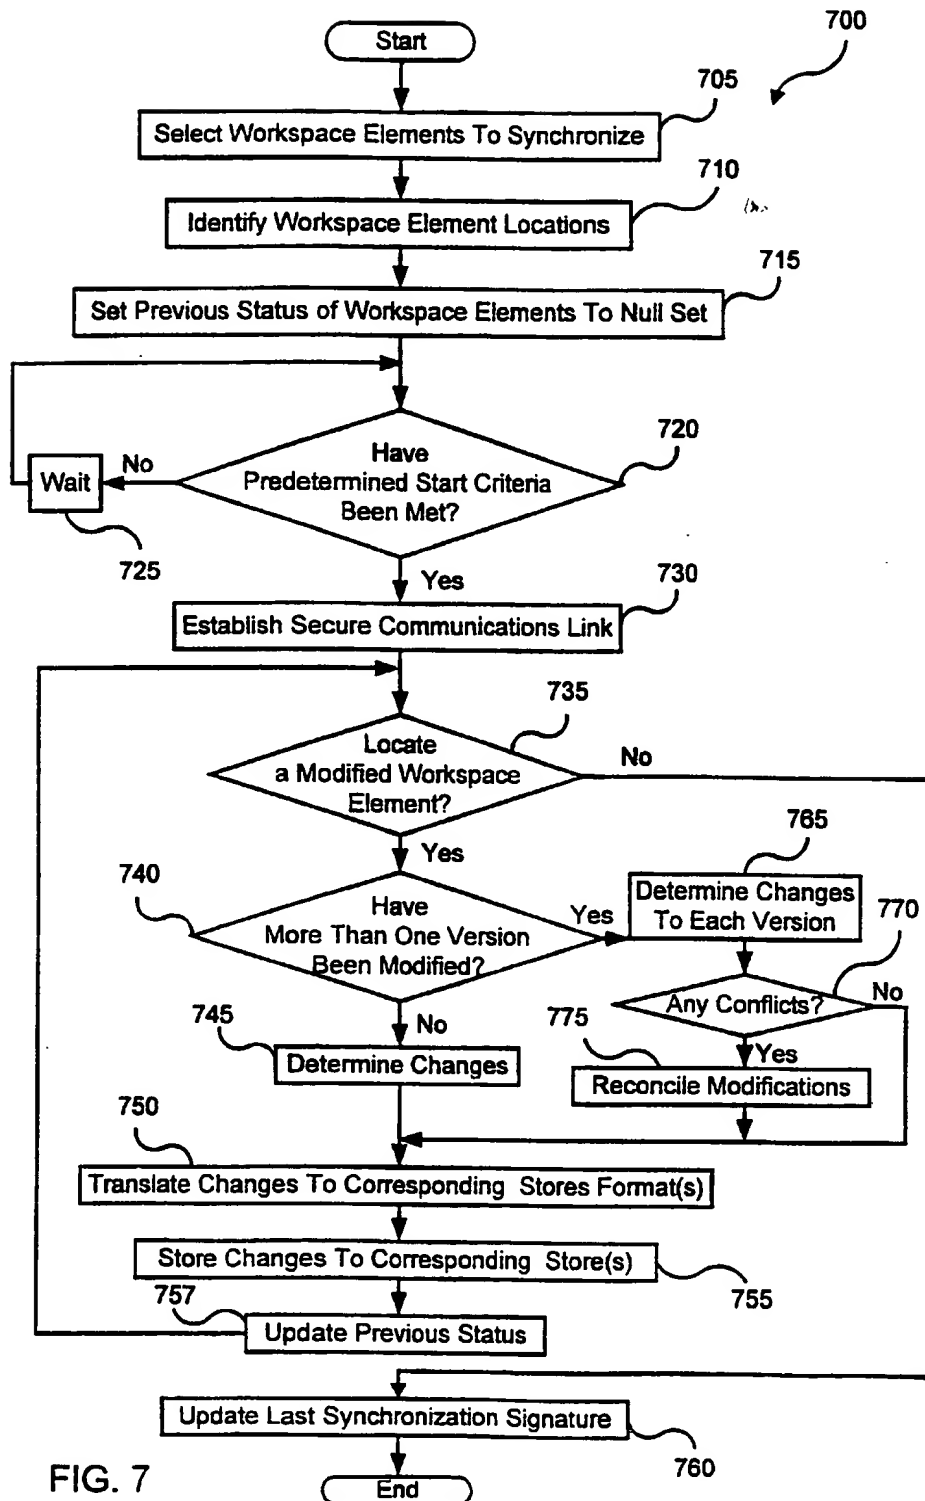 Start
700
705
Select Workspace Elements To Synchronize
710
Identify Workspace Element Locations
715
Set Previous Status of Workspace Elements To Null Set
720
Have
Predetermined Start Criteria
Been Met?
No
Wait
725
Yes
730
Establish Secure Communications Link
735
Locate
a Modified Workspace
Element?
No
Yes
740
Have
More Than One Version
Been Modified?
Yes
765
Determine Changes
To Each Version
770
Any Conflicts?
No
Yes
775
Reconcile Modifications
No
745
Determine Changes
750
Translate Changes To Corresponding Stores Format(s)
Store Changes To Corresponding Store(s)
755
757
Update Previous Status
Update Last Synchronization Signature
760
End
FIG. 7